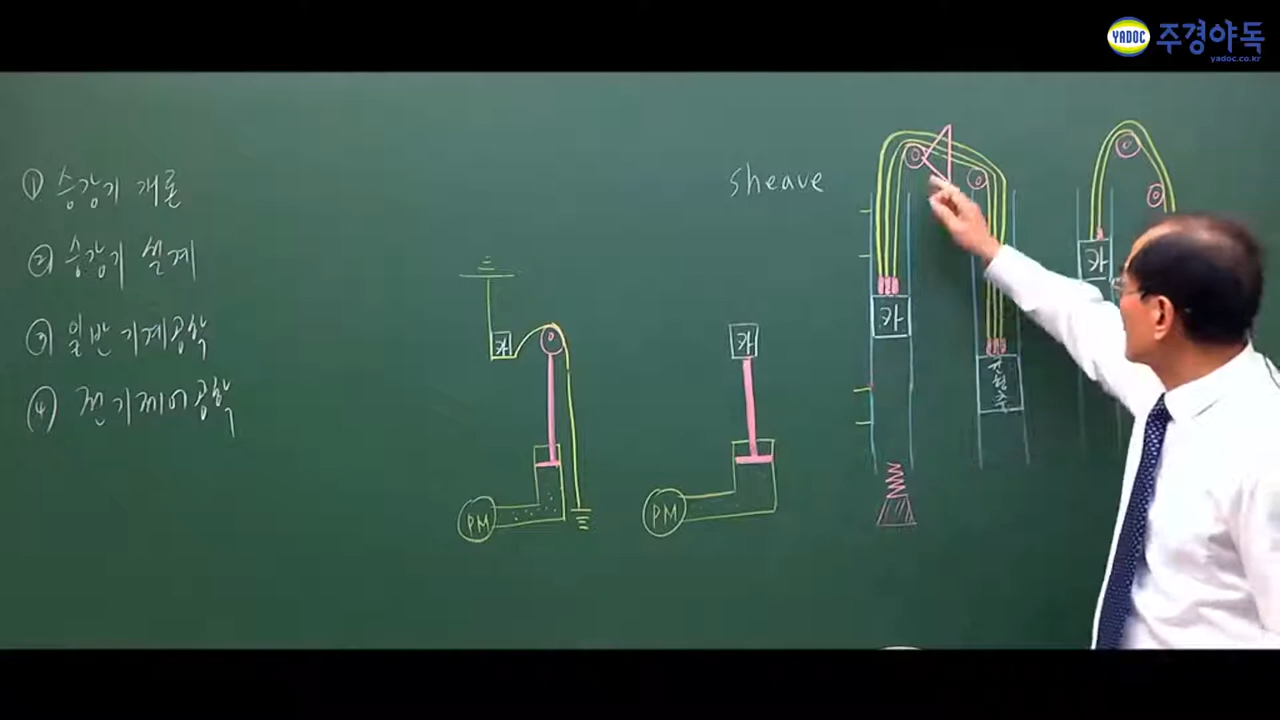 YADOC 주경야독
yadoc.co.kr
① 승강기 개론
② 승강기 설계
③ 일반기계공학
④ 전기제어공학
sheave
카
카
카
카
균형추
PM
PM